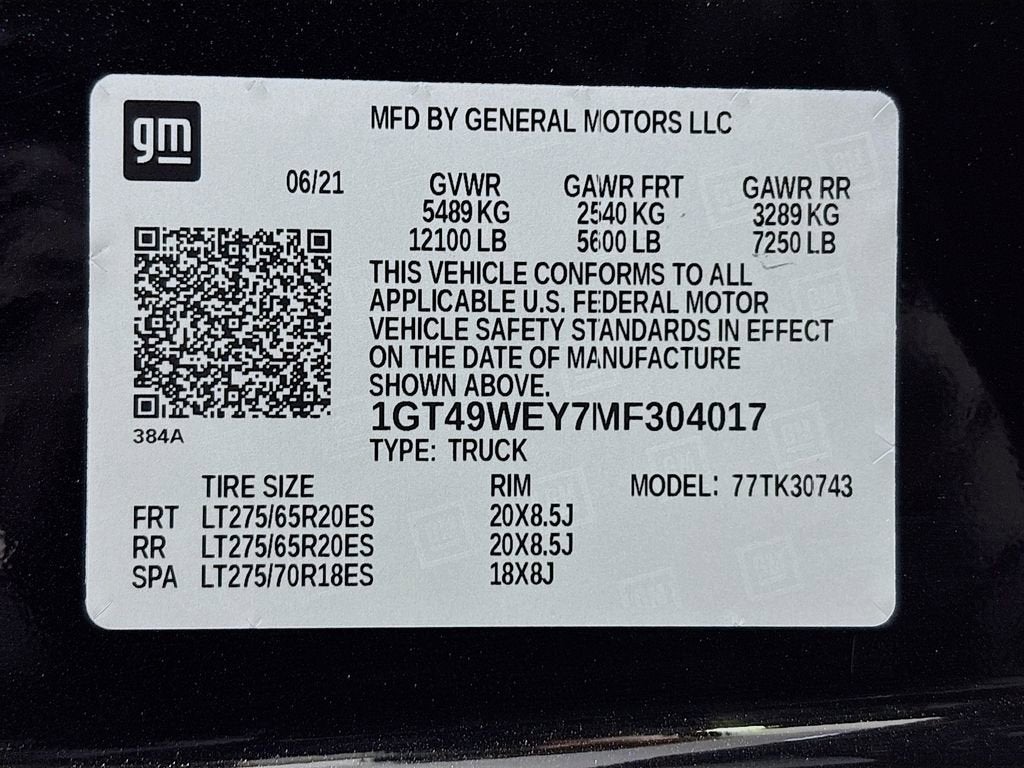 gm
MFD BY GENERAL MOTORS LLC
06/21 GVWR GAWR FRT GAWR RR
5489 KG 2540 KG 3289 KG
12100 LB 5600 LB 7250 LB
THIS VEHICLE CONFORMS TO ALL
APPLICABLE U.S. FEDERAL MOTOR
VEHICLE SAFETY STANDARDS IN EFFECT
ON THE DATE OF MANUFACTURE
SHOWN ABOVE.
1GT49WEY7MF304017
384A
TYPE: TRUCK
TIRE SIZE RIM MODEL: 77TK30743
FRT LT275/65R20ES 20X8.5J
RR LT275/65R20ES 20X8.5J
SPA LT275/70R18ES 18X8J